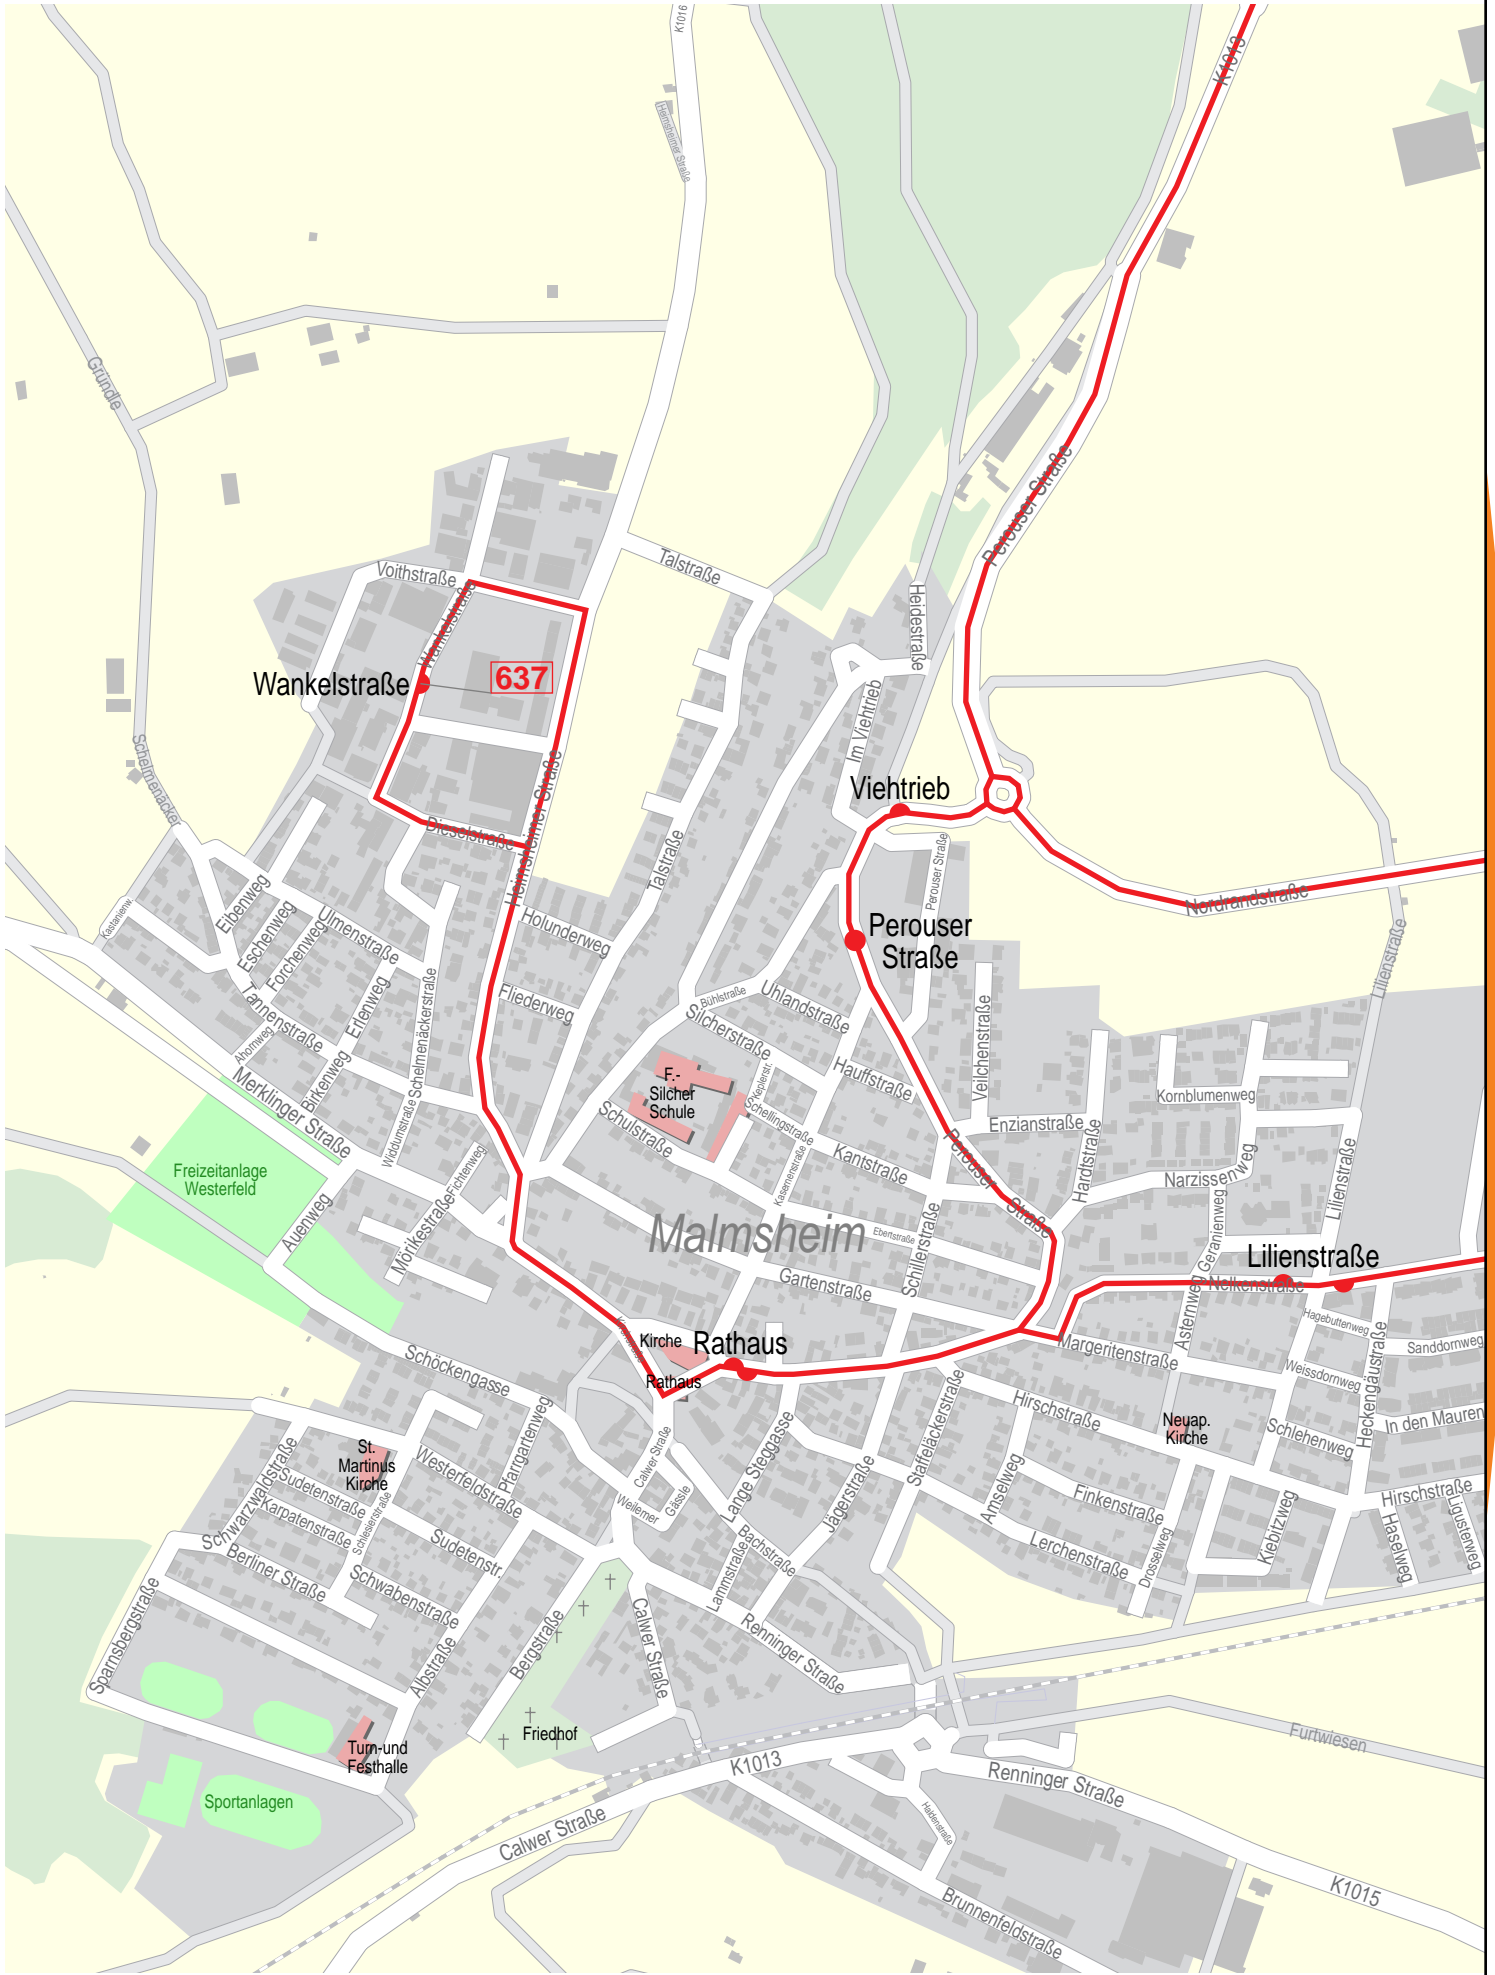 K1016
K1013
Heimsheimer Straße
Gründle
Perouser Straße
Talstraße
Voithstraße
Heidestraße
Wankelstraße
Wankelstraße
637
Im Viehtrieb
Schelmenäcker
Heimsheimer Straße
Viehtrieb
Dieselstraße
Talstraße
Perouser Straße
Nordrandstraße
Kastanienw.
Eibenweg
Eschenweg
Forchenweg
Ulmenstraße
Holunderweg
Perouser
Straße
Lilienstraße
Fliederweg
Bühlstraße
Uhlandstraße
Silcherstraße
Tannenstraße
Erlenweg
Schelmenäckerstraße
Ahornweg
Birkenweg
Merklinger Straße
F.-
Silcher
Schule
Keplerstr.
Hauffstraße
Veilchenstraße
Kornblumenweg
Schulstraße
Schellingstraße
Enzianstraße
Widdumstraße
Fichtenweg
Kantstraße
Kasernenstraße
Perouser Straße
Hardtstraße
Narzissenweg
Freizeitanlage
Westerfeld
Auenweg
Mörikestraße
Malmsheim
Ebertstraße
Schillerstraße
Geranienweg
Lilienstraße
Gartenstraße
Lilienstraße
Nelkenstraße
Asternweg
Kirchstraße
Kirche
Rathaus
Rathaus
Margeritenstraße
Hagebuttenweg
Sanddornweg
Weissdornweg
Heckengäustraße
Schöckengasse
Hirschstraße
Neuap.
Kirche
Schlehenweg
In den Mauren
Pfarrgartenweg
Staffeläckerstraße
St.
Martinus
Kirche
Westerfeldstraße
Calwer Straße
Lange Steggasse
Jägerstraße
Amselweg
Schwarzwaldstraße
Sudetenstraße
Karpatenstraße
Schlesierstraße
Weilemer
Gässle
Finkenstraße
Hirschstraße
Ligusterweg
Haselweg
Kiebitzweg
Berliner Straße
Sudetenstr.
Bachstraße
Lerchenstraße
Drosselweg
Schwabenstraße
Lammstraße
Sparnsbergstraße
Albstraße
Bergstraße
Calwer Straße
Renninger Straße
Friedhof
Turn-und
Festhalle
Sportanlagen
K1013
Calwer Straße
Furtwiesen
Renninger Straße
Haldenstraße
Brunnenfeldstraße
K1015